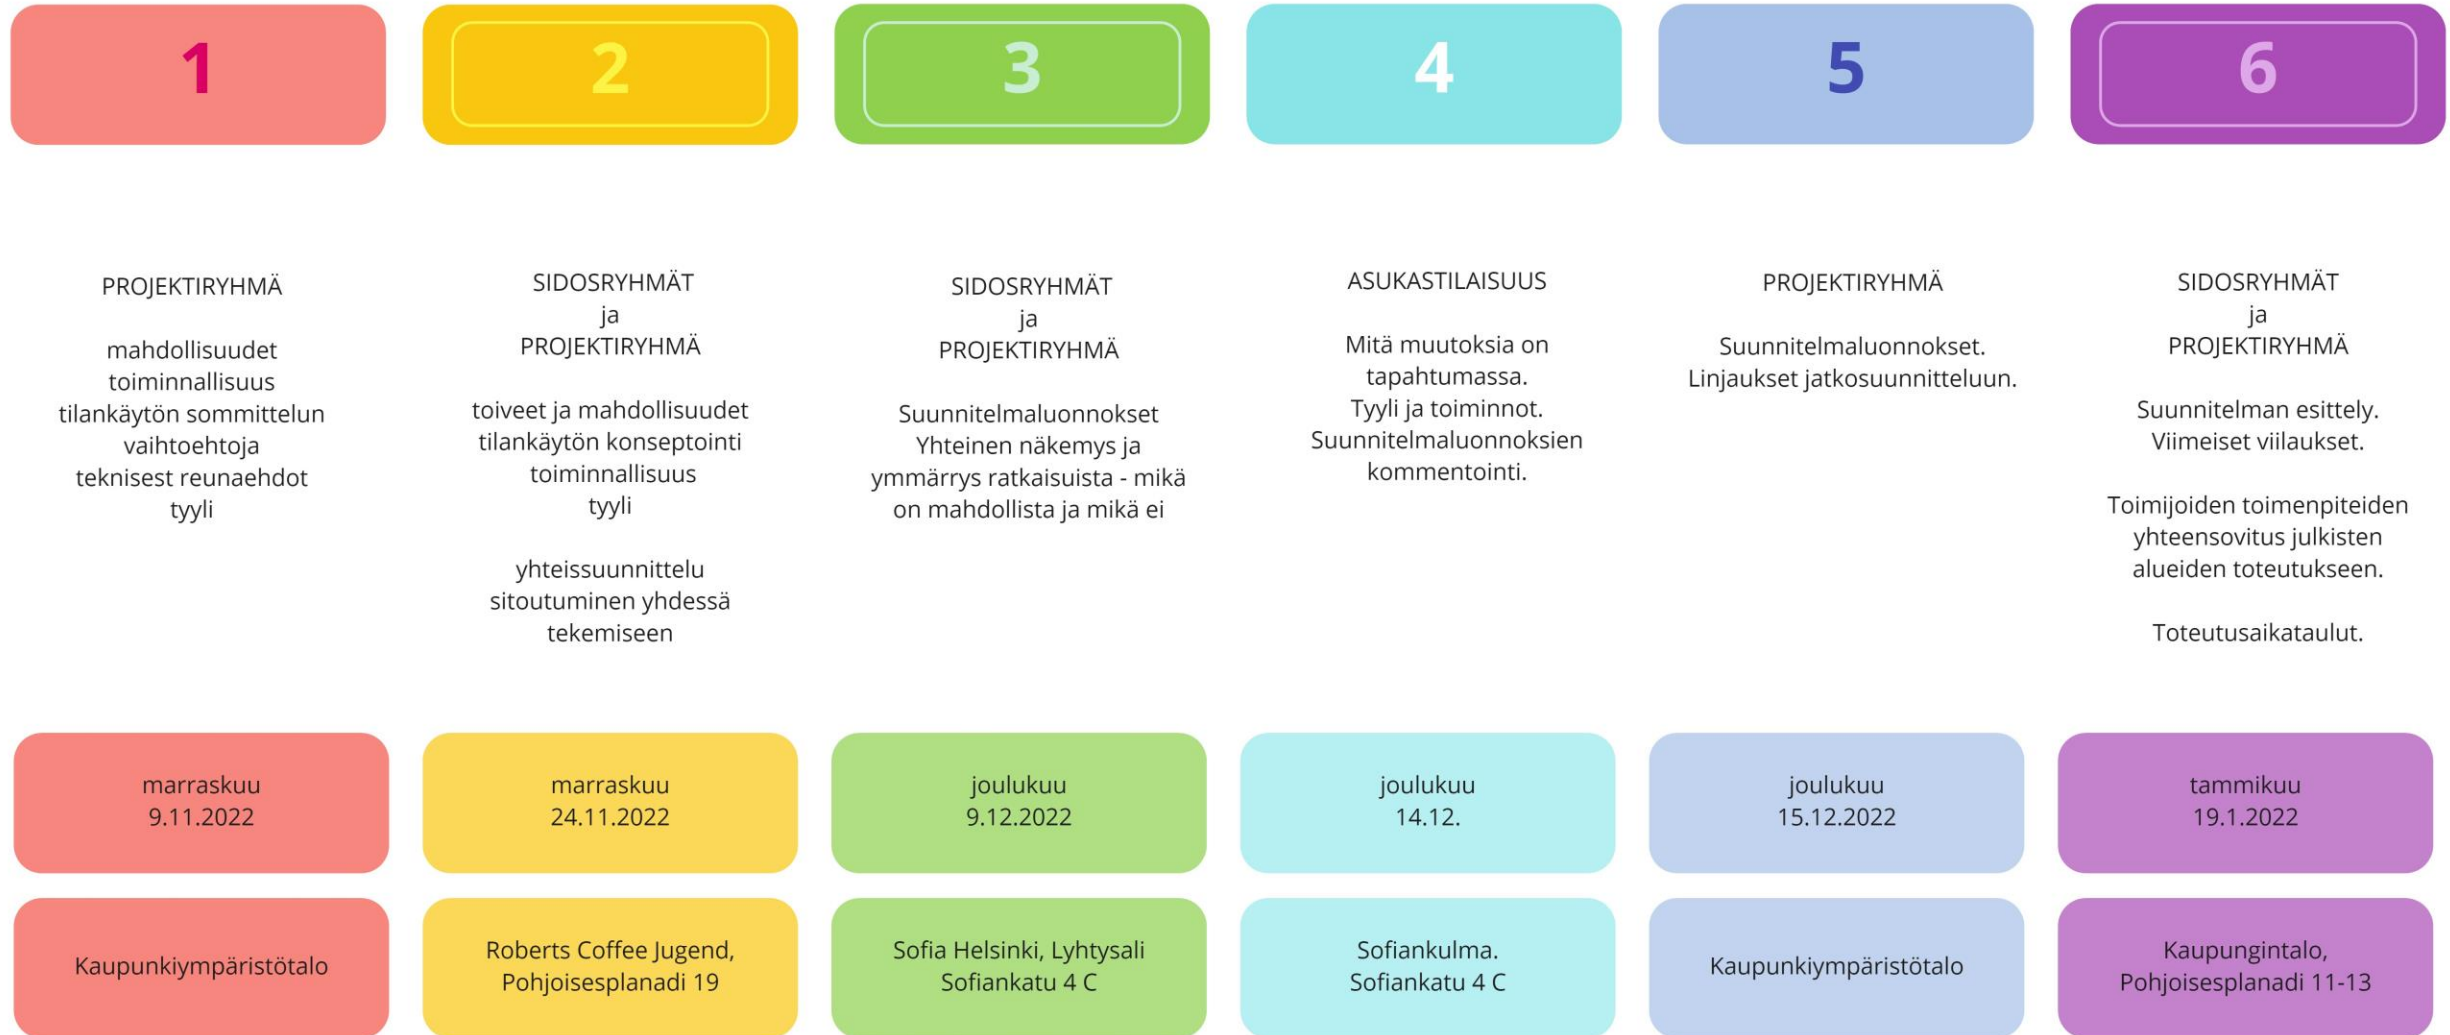 1
2
3
4
5
6
PROJEKTIRYHMÄ
mahdollisuudet
toiminnallisuus
tilankäytön sommittelun
vaihtoehtoja
teknisest reunaehdot
tyyli
SIDOSRYHMÄT
ja
PROJEKTIRYHMÄ
toiveet ja mahdollisuudet
tilankäytön konseptointi
toiminnallisuus
tyyli
yhteissuunnittelu
sitoutuminen yhdessä
tekemiseen
SIDOSRYHMÄT
ja
PROJEKTIRYHMÄ
Suunnitelmaluonnokset
Yhteinen näkemys ja
ymmärrys ratkaisuista - mikä
on mahdollista ja mikä ei
ASUKASTILAISUUS
Mitä muutoksia on
tapahtumassa.
Tyyli ja toiminnot.
Suunnitelmaluonnoksien
kommentointi.
PROJEKTIRYHMÄ
Suunnitelmaluonnokset.
Linjaukset jatkosuunnitteluun.
SIDOSRYHMÄT
ja
PROJEKTIRYHMÄ
Suunnitelman esittely.
Viimeiset viilaukset.
Toimijoiden toimenpiteiden
yhteensovitus julkisten
alueiden toteutukseen.
Toteutusaikataulut.
marraskuu
9.11.2022
marraskuu
24.11.2022
joulukuu
9.12.2022
joulukuu
14.12.
joulukuu
15.12.2022
tammikuu
19.1.2022
Kaupunkiympäristötalo
Roberts Coffee Jugend,
Pohjoisesplanadi 19
Sofia Helsinki, Lyhtysali
Sofiankatu 4 C
Sofiankulma.
Sofiankatu 4 C
Kaupunkiympäristötalo
Kaupungintalo,
Pohjoisesplanadi 11-13